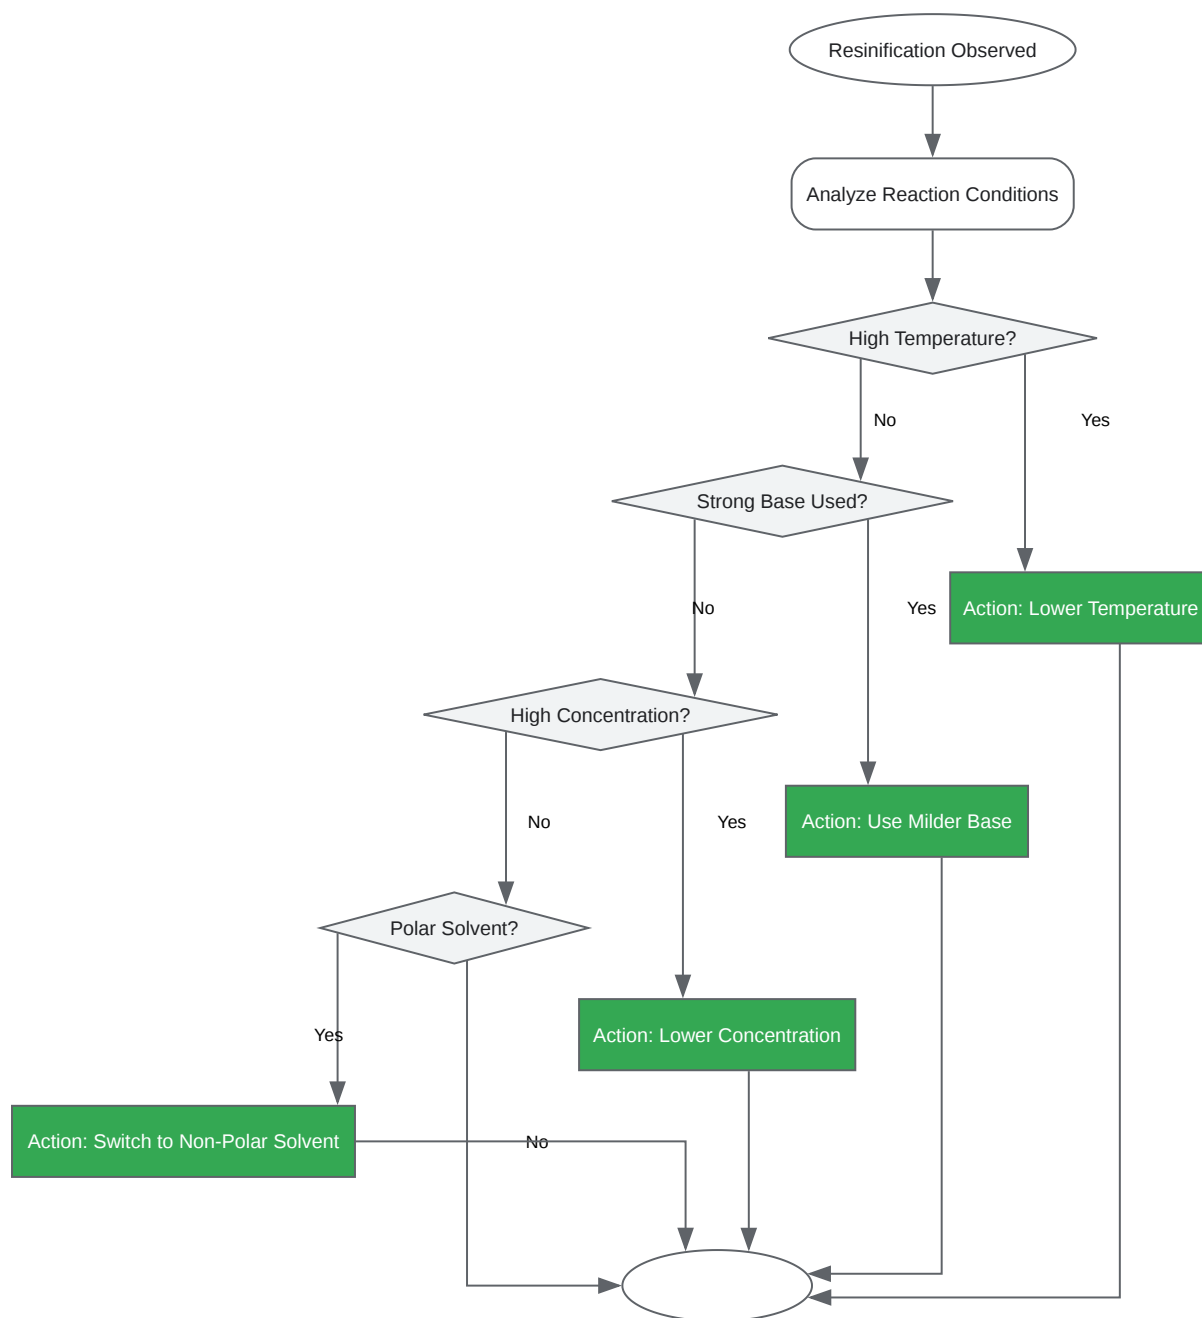 Resinification Observed
Analyze Reaction Conditions
High Temperature?
No
Yes
Strong Base Used?
No
Yes
Action: Lower Temperature
High Concentration?
No
Yes
Action: Use Milder Base
Polar Solvent?
Yes
Action: Lower Concentration
Action: Switch to Non-Polar Solvent
No